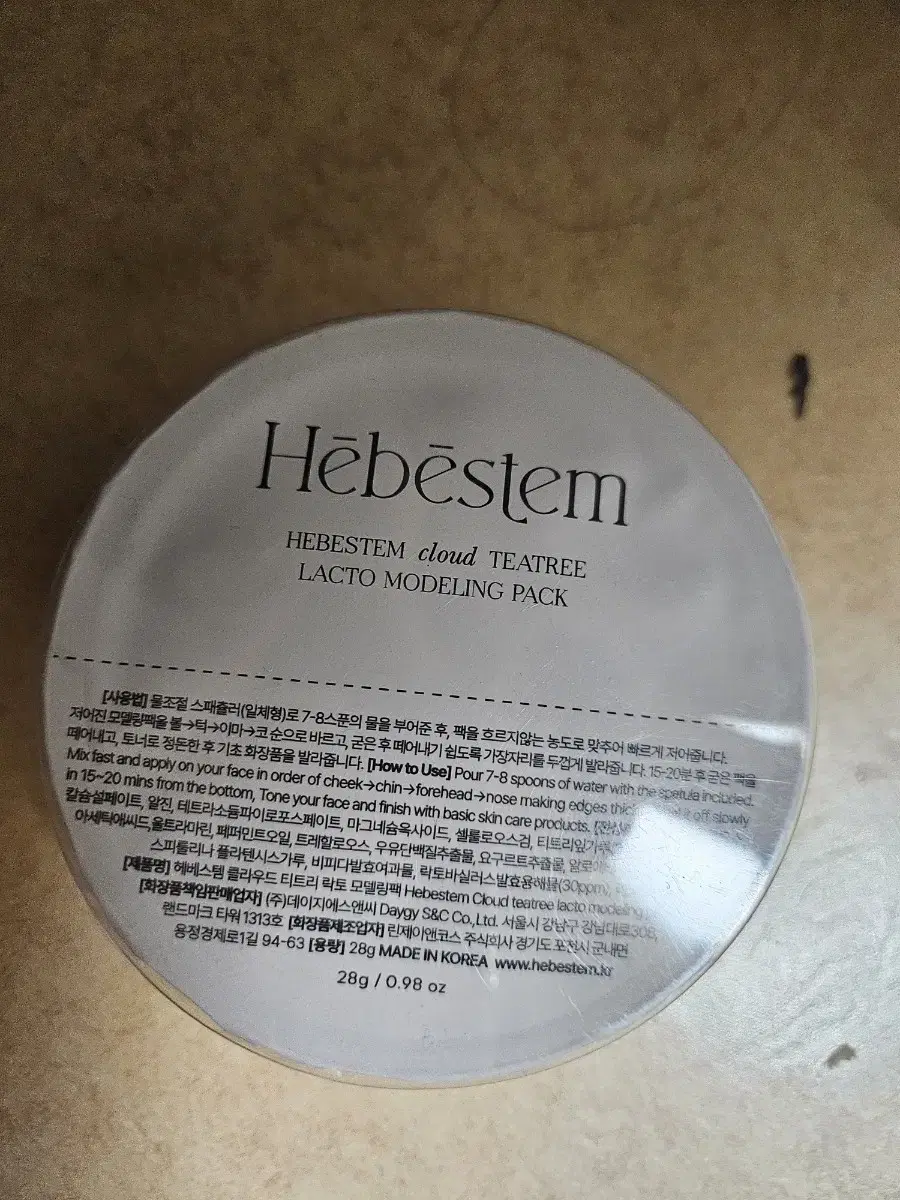 Hēbēstem
HEBESTEM cloud TEATREE
LACTO MODELING PACK
[사용법] 물조절 스패츌러(일체형)로 7-8스푼의 물을 부어준 후, 팩을 흐르지않는 농도로 맞추어 빠르게 저어줍니다.
저어진 모델링팩을 볼→턱→이마→코 순으로 바르고, 굳은 후 떼어내기 쉽도록 가장자리를 두껍게 발라줍니다. 15-20분 후 굳은 팩을
떼어내고, 토너로 정돈한 후 기초 화장품을 발라줍니다. [How to Use] Pour 7-8 spoons of water with the spetula included.
Mix fast and apply on your face in order of cheek→chin→forehead→nose making edges it off slowly
in 15~20 mins from the bottom, Tone your face and finish with basic skin care products.
칼슘설페이트, 알진, 테트라소듐파이로포스페이트, 마그네슘옥사이드, 셀룰로오스검,
아세틱애씨드,울트라마린, 페퍼민트오일, 트레할로오스, 우유단백질추출물, 요구르트추출물,
스피룰리나 플라텐시스가루, 비피다발효여과물, 락토바실러스발효용해물(30ppm),
[제품명] 헤베스템 클라우드 티트리 락토 모델링팩 Hebestem Cloud teatree lacto modeling
[화장품책임판매업자] (주)데이지에스앤씨 Daygy S&C Co.,Ltd. 서울시 강남구 강남대로308,
랜드마크 타워 1313호 [화장품제조업자] 린제이앤코스 주식회사 경기도 포천시 군내면
용정경제로1길 94-63 [용량] 28g MADE IN KOREA www.hebestem.kr
28g / 0.98 oz